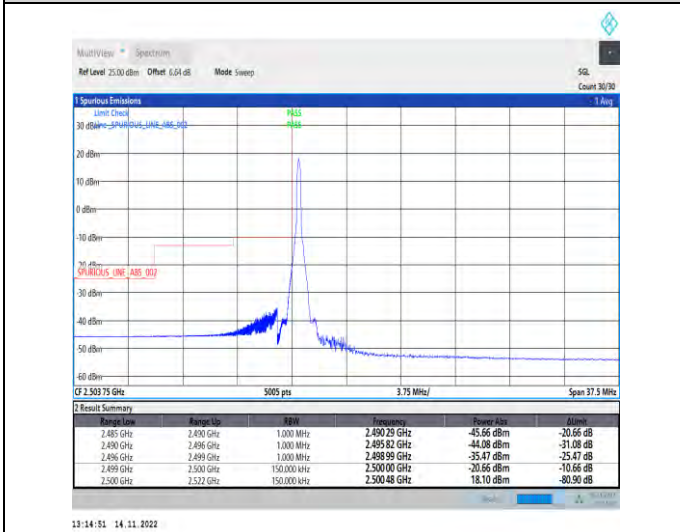 MultiView Spectrum
Ref Level 25.00 dBm Offset 6.64 dB Mode Sweep SGL
Count 30/30
1 Spurious Emissions 1 Avg
Limit Check PASS
30 dBm Line _SPURIOUS_LINE_ABS_002 PASS
20 dBm
10 dBm
0 dBm
-10 dBm
-20 dBm
SPURIOUS_LINE_ABS_002
-30 dBm
-40 dBm
-50 dBm
-60 dBm
CF 2.503 75 GHz 5005 pts 3.75 MHz/ Span 37.5 MHz
2 Result Summary
Range Low Range Up RBW Frequency Power Abs ΔLimit
2.485 GHz 2.490 GHz 1.000 MHz 2.490 29 GHz -45.66 dBm -20.66 dB
2.490 GHz 2.496 GHz 1.000 MHz 2.495 82 GHz -44.08 dBm -31.08 dB
2.496 GHz 2.499 GHz 1.000 MHz 2.498 99 GHz -35.47 dBm -25.47 dB
2.499 GHz 2.500 GHz 150.000 kHz 2.500 00 GHz -20.66 dBm -10.66 dB
2.500 GHz 2.522 GHz 150.000 kHz 2.500 48 GHz 18.10 dBm -80.90 dB
13:14:51 14.11.2022